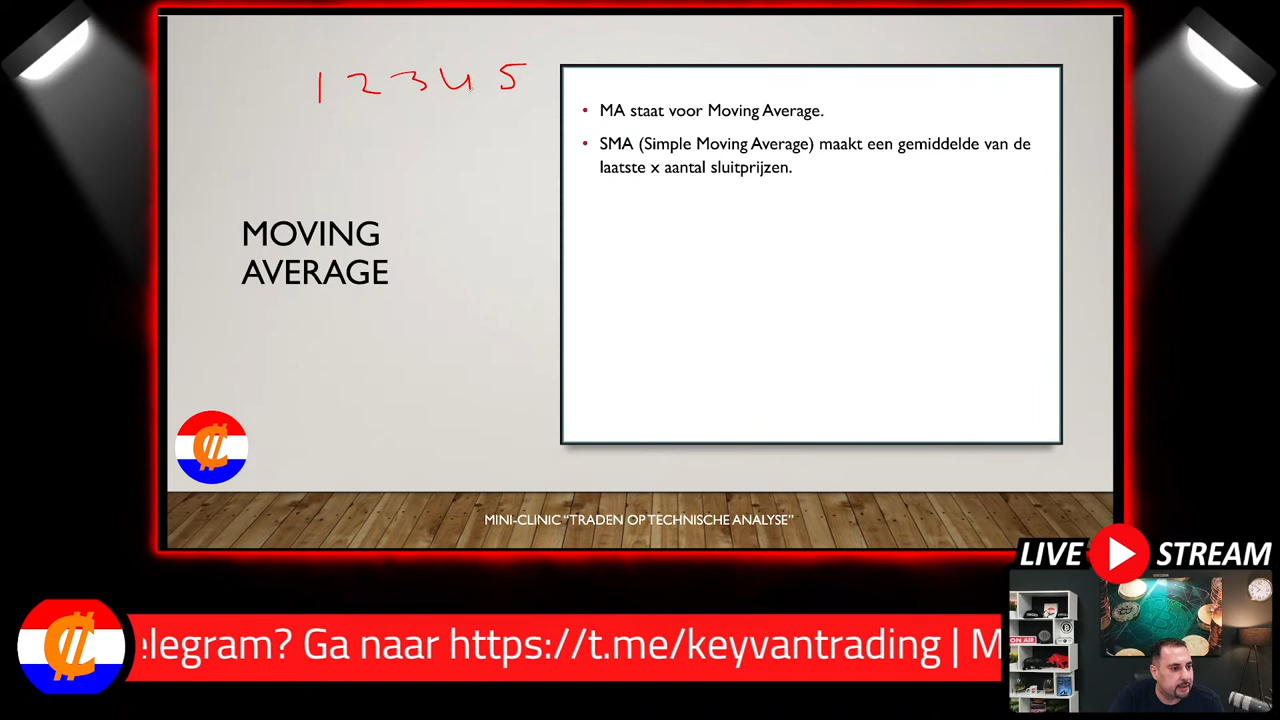 1 2 3 4 5
MA staat voor Moving Average.
SMA (Simple Moving Average) maakt een gemiddelde van de
laatste x aantal sluitprijzen.
MOVING
AVERAGE
MINI-CLINIC “TRADEN OP TECHNISCHE ANALYSE”
LIVE STREAM
ON AIR
elegram? Ga naar https://t.me/keyvantrading | M